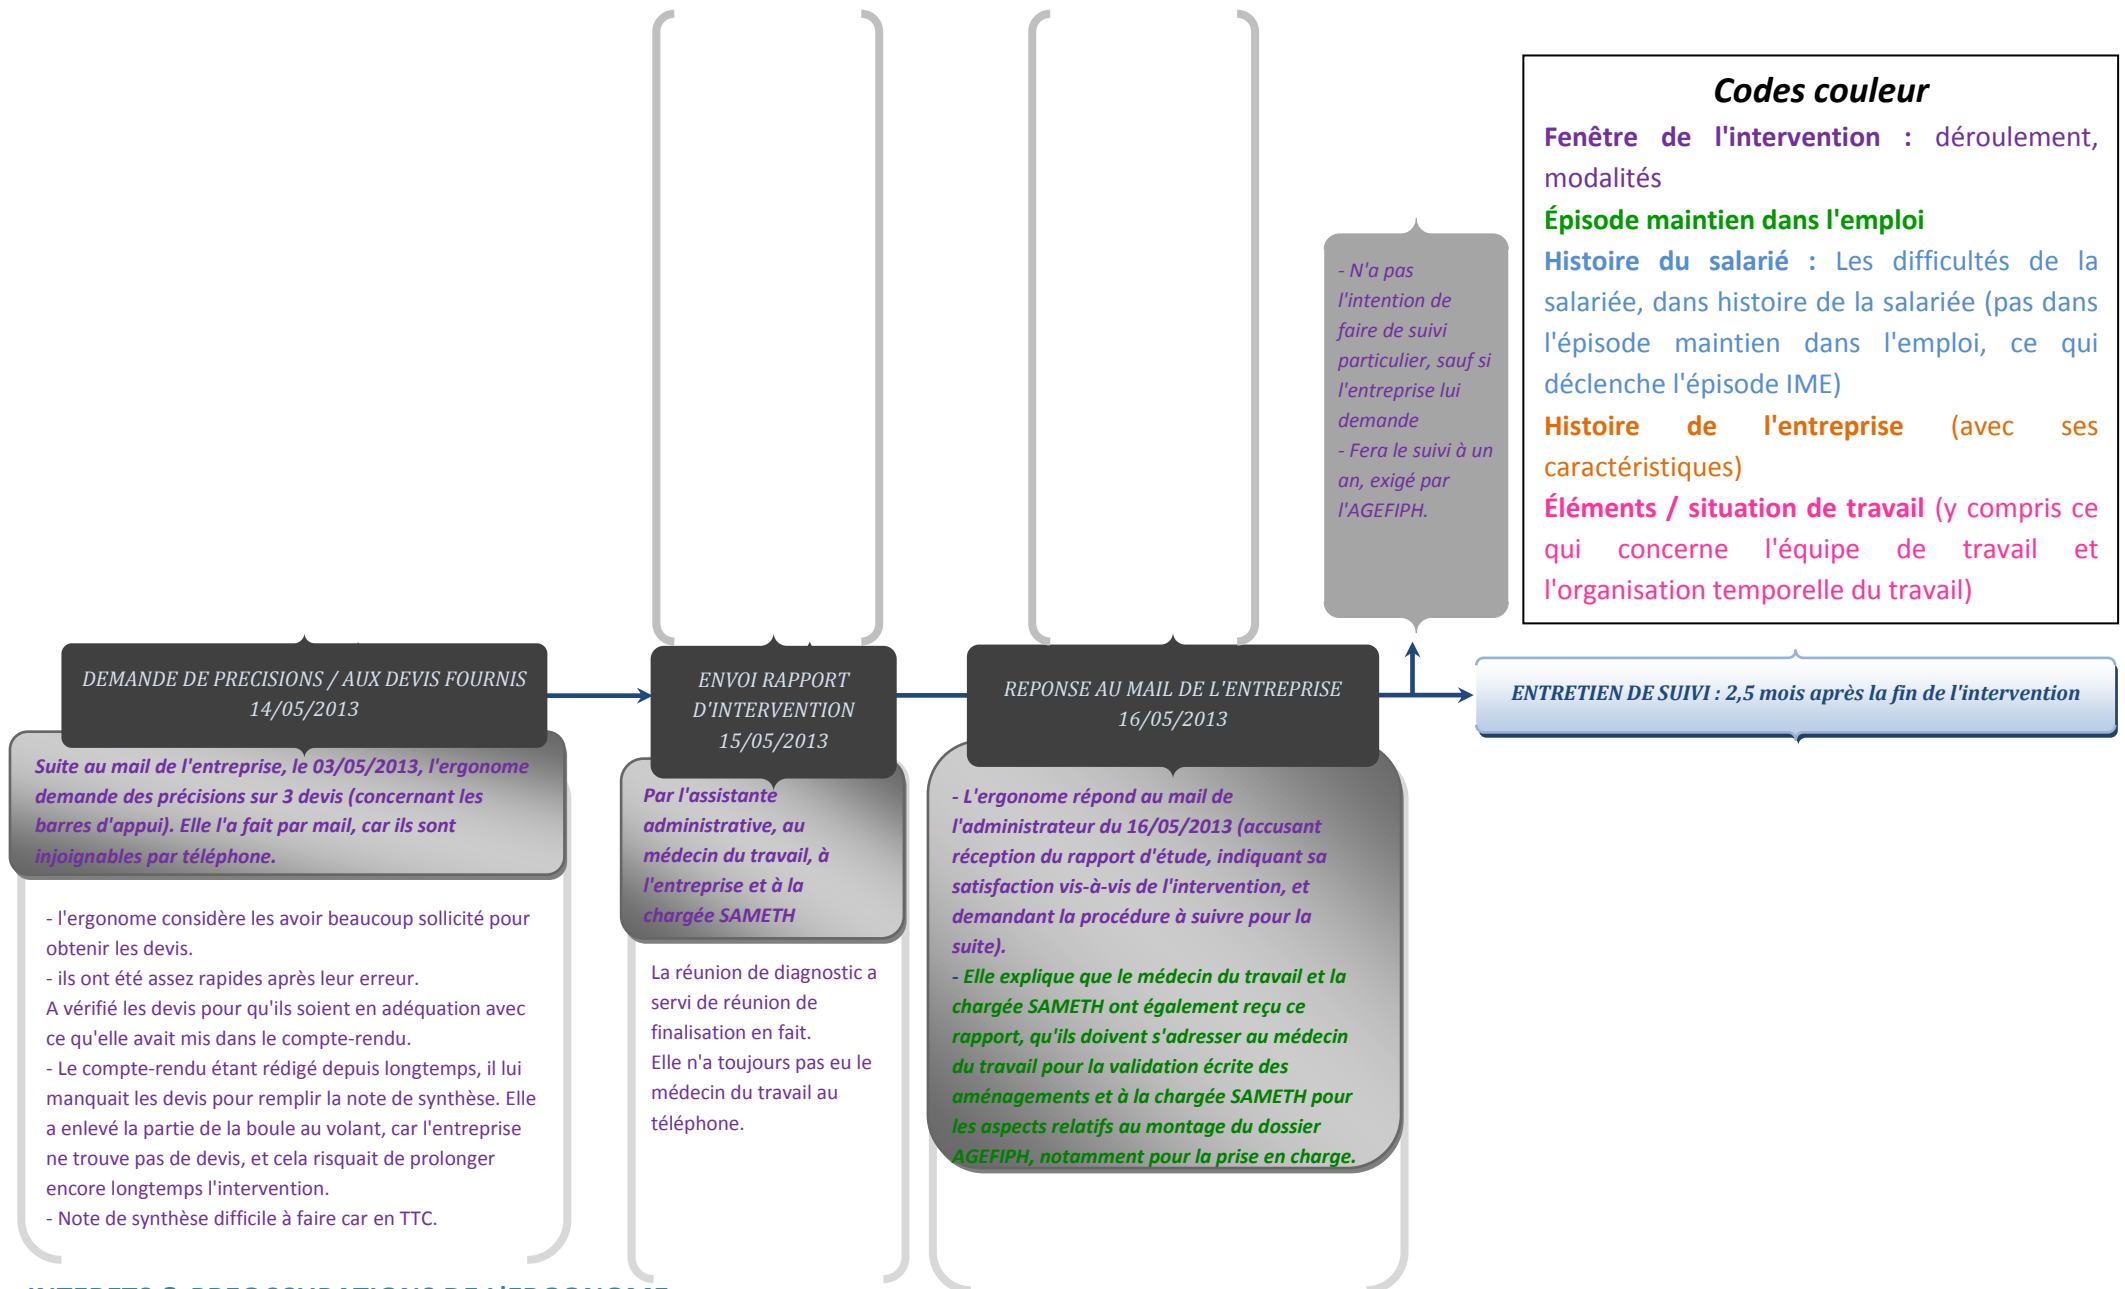 Codes couleur
Fenêtre de l'intervention : déroulement,
modalités
Épisode maintien dans l'emploi
Histoire du salarié : Les difficultés de la
salariée, dans histoire de la salariée (pas dans
l'épisode maintien dans l'emploi, ce qui
déclenche l'épisode IME)
Histoire de l'entreprise (avec ses
caractéristiques)
Éléments / situation de travail (y compris ce
qui concerne l'équipe de travail et
l'organisation temporelle du travail)
- N'a pas
l'intention de
faire de suivi
particulier, sauf si
l'entreprise lui
demande
- Fera le suivi à un
an, exigé par
l'AGEFIPH.
DEMANDE DE PRECISIONS / AUX DEVIS FOURNIS
14/05/2013
Suite au mail de l'entreprise, le 03/05/2013, l'ergonome
demande des précisions sur 3 devis (concernant les
barres d'appui). Elle l'a fait par mail, car ils sont
injoignables par téléphone.
- l'ergonome considère les avoir beaucoup sollicité pour
obtenir les devis.
- ils ont été assez rapides après leur erreur.
A vérifié les devis pour qu'ils soient en adéquation avec
ce qu'elle avait mis dans le compte-rendu.
- Le compte-rendu étant rédigé depuis longtemps, il lui
manquait les devis pour remplir la note de synthèse. Elle
a enlevé la partie de la boule au volant, car l'entreprise
ne trouve pas de devis, et cela risquait de prolonger
encore longtemps l'intervention.
- Note de synthèse difficile à faire car en TTC.
ENVOI RAPPORT
D'INTERVENTION
15/05/2013
Par l'assistante
administrative, au
médecin du travail, à
l'entreprise et à la
chargée SAMETH
La réunion de diagnostic a
servi de réunion de
finalisation en fait.
Elle n'a toujours pas eu le
médecin du travail au
téléphone.
REPONSE AU MAIL DE L'ENTREPRISE
16/05/2013
- L'ergonome répond au mail de
l'administrateur du 16/05/2013 (accusant
réception du rapport d'étude, indiquant sa
satisfaction vis-à-vis de l'intervention, et
demandant la procédure à suivre pour la
suite).
- Elle explique que le médecin du travail et la
chargée SAMETH ont également reçu ce
rapport, qu'ils doivent s'adresser au médecin
du travail pour la validation écrite des
aménagements et à la chargée SAMETH pour
les aspects relatifs au montage du dossier
AGEFIPH, notamment pour la prise en charge.
ENTRETIEN DE SUIVI : 2,5 mois après la fin de l'intervention
INTERETS & PREOCCUPATIONS DE L'ERGONOME